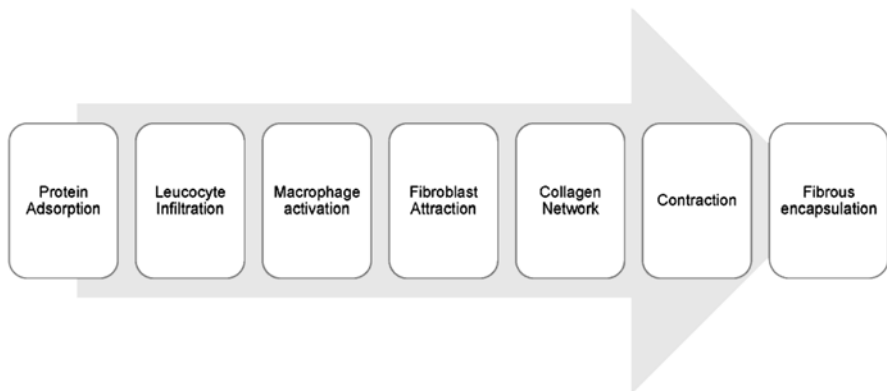 Protein
Adsorption
Leucocyte
Infiltration
Macrophage
activation
Fibroblast
Attraction
Collagen
Network
Contraction
Fibrous
encapsulation